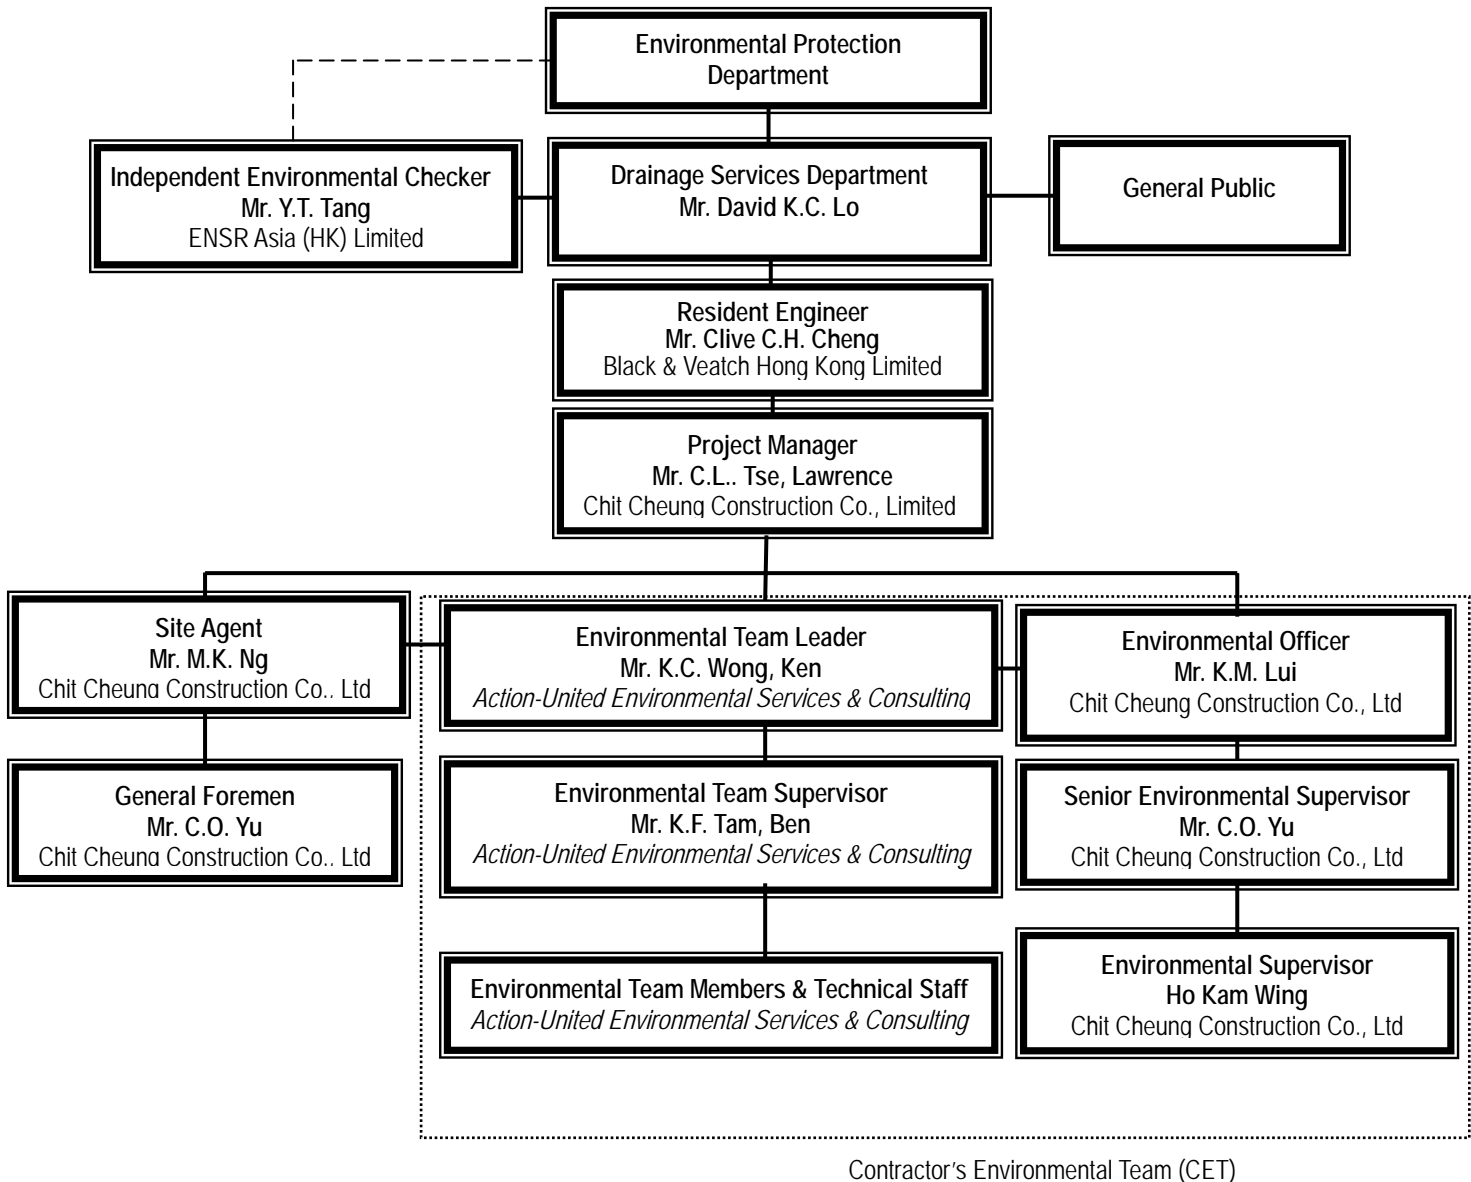 Environmental Protection
Department
Independent Environmental Checker
Mr. Y.T. Tang
ENSR Asia (HK) Limited
Drainage Services Department
Mr. David K.C. Lo
General Public
Resident Engineer
Mr. Clive C.H. Cheng
Black & Veatch Hong Kong Limited
Project Manager
Mr. C.L.. Tse, Lawrence
Chit Cheung Construction Co., Limited
Site Agent
Mr. M.K. Ng
Chit Cheung Construction Co., Ltd
Environmental Team Leader
Mr. K.C. Wong, Ken
Action-United Environmental Services & Consulting
Environmental Officer
Mr. K.M. Lui
Chit Cheung Construction Co., Ltd
General Foremen
Mr. C.O. Yu
Chit Cheung Construction Co., Ltd
Environmental Team Supervisor
Mr. K.F. Tam, Ben
Action-United Environmental Services & Consulting
Senior Environmental Supervisor
Mr. C.O. Yu
Chit Cheung Construction Co., Ltd
Environmental Team Members & Technical Staff
Action-United Environmental Services & Consulting
Environmental Supervisor
Ho Kam Wing
Chit Cheung Construction Co., Ltd
Contractor's Environmental Team (CET)